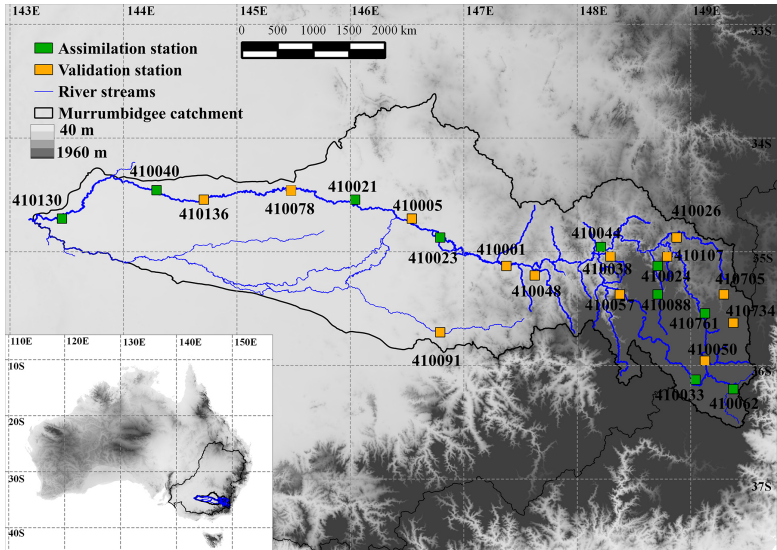 143E 144E 145E 146E 147E 148E 149E
0 500 1000 1500 2000 km
33S
Assimilation station
Validation station
River streams
Murrumbidgee catchment
40 m
1960 m
34S
410040
410130
410136
410078
410021
410005
410023
410001
410048
410044
410026
35S
410038
410107
410024
410705
410057
410088
410734
410761
410091
410050
36S
410033
410062
37S
110E 120E 130E 140E 150E
10S
20S
30S
40S